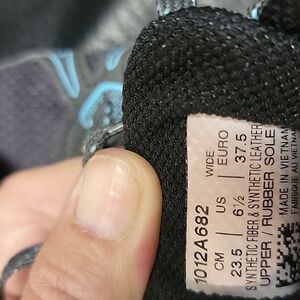 1012A682 WIDE
CM US EURO
23.5 6½ 37.5
SYNTHETIC FIBER & SYNTHETIC LEATHER
UPPER / RUBBER SOLE
MADE IN VIETNAM